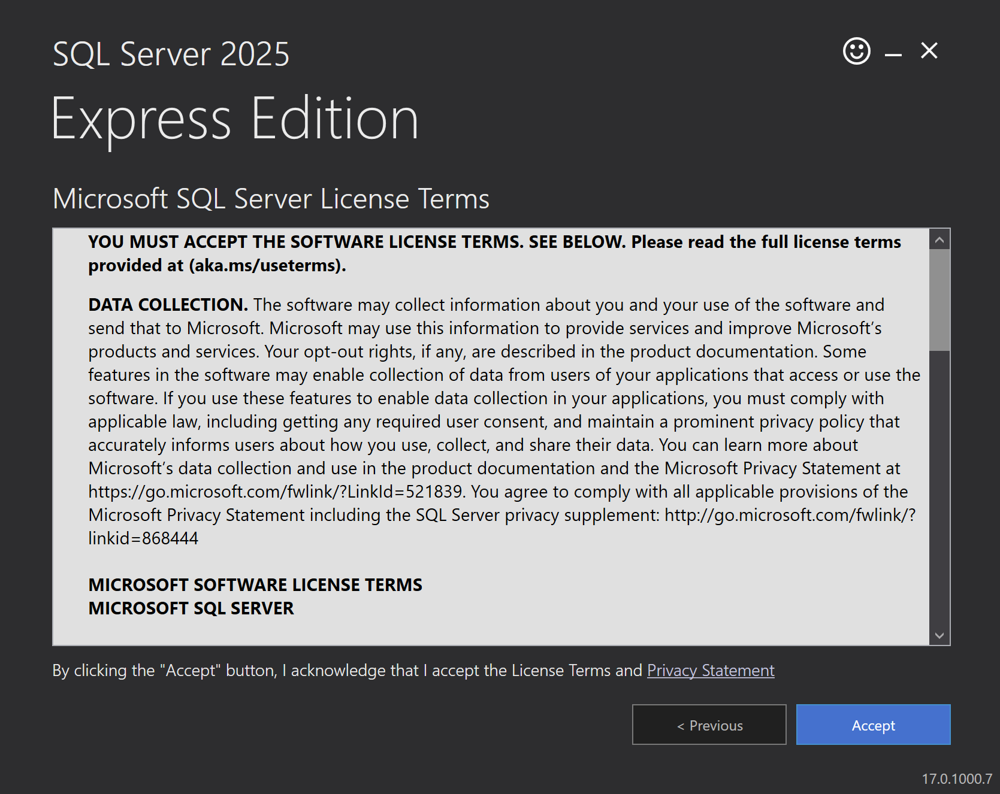 SQL Server 2025
Express Edition
Microsoft SQL Server License Terms
YOU MUST ACCEPT THE SOFTWARE LICENSE TERMS. SEE BELOW. Please read the full license terms
provided at (aka.ms/useterms).
DATA COLLECTION. The software may collect information about you and your use of the software and
send that to Microsoft. Microsoft may use this information to provide services and improve Microsoft’s
products and services. Your opt-out rights, if any, are described in the product documentation. Some
features in the software may enable collection of data from users of your applications that access or use the
software. If you use these features to enable data collection in your applications, you must comply with
applicable law, including getting any required user consent, and maintain a prominent privacy policy that
accurately informs users about how you use, collect, and share their data. You can learn more about
Microsoft’s data collection and use in the product documentation and the Microsoft Privacy Statement at
https://go.microsoft.com/fwlink/?LinkId=521839. You agree to comply with all applicable provisions of the
Microsoft Privacy Statement including the SQL Server privacy supplement: http://go.microsoft.com/fwlink/?
linkid=868444
MICROSOFT SOFTWARE LICENSE TERMS
MICROSOFT SQL SERVER
By clicking the "Accept" button, I acknowledge that I accept the License Terms and Privacy Statement
< Previous
Accept
17.0.1000.7